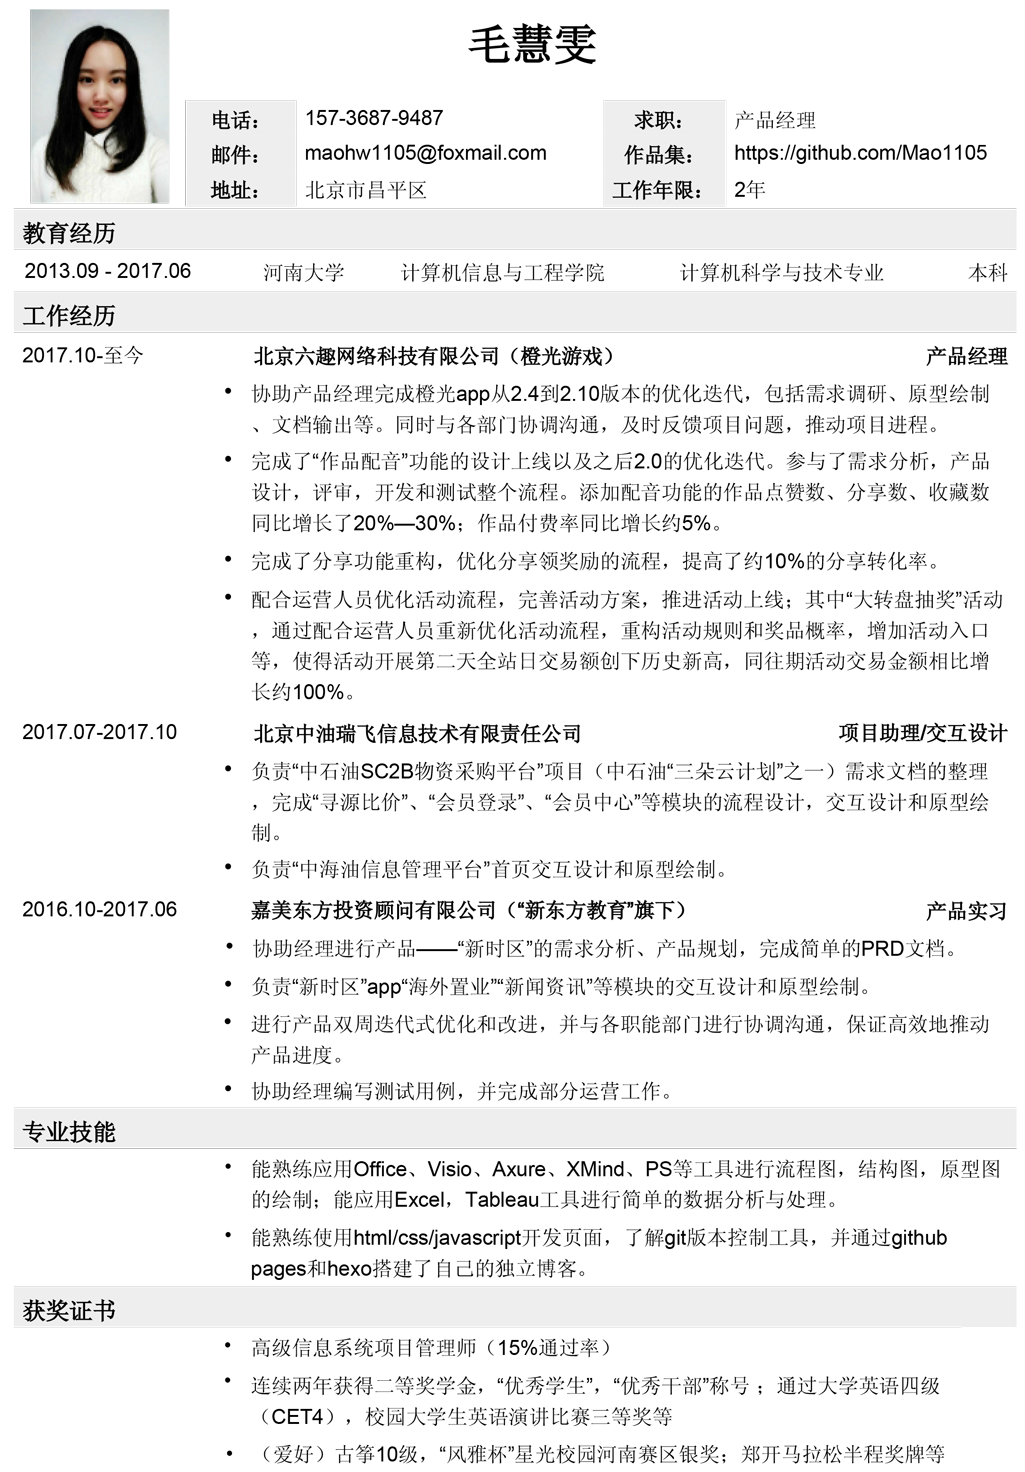 毛慧雯
电话： 157-3687-9487 求职： 产品经理
邮件： maohw1105@foxmail.com 作品集： https://github.com/Mao1105
地址： 北京市昌平区 工作年限： 2年
教育经历
2013.09 - 2017.06 河南大学 计算机信息与工程学院 计算机科学与技术专业 本科
工作经历
2017.10-至今 北京六趣网络科技有限公司（橙光游戏） 产品经理
• 协助产品经理完成橙光app从2.4到2.10版本的优化迭代，包括需求调研、原型绘制
、文档输出等。同时与各部门协调沟通，及时反馈项目问题，推动项目进程。
• 完成了“作品配音”功能的设计上线以及之后2.0的优化迭代。参与了需求分析，产品
设计，评审，开发和测试整个流程。添加配音功能的作品点赞数、分享数、收藏数
同比增长了20%—30%；作品付费率同比增长约5%。
• 完成了分享功能重构，优化分享领奖励的流程，提高了约10%的分享转化率。
• 配合运营人员优化活动流程，完善活动方案，推进活动上线；其中“大转盘抽奖”活动
，通过配合运营人员重新优化活动流程，重构活动规则和奖品概率，增加活动入口
等，使得活动开展第二天全站日交易额创下历史新高，同往期活动交易金额相比增
长约100%。
2017.07-2017.10 北京中油瑞飞信息技术有限责任公司 项目助理/交互设计
• 负责“中石油SC2B物资采购平台”项目（中石油“三朵云计划”之一）需求文档的整理
，完成“寻源比价”、“会员登录”、“会员中心”等模块的流程设计，交互设计和原型绘
制。
• 负责“中海油信息管理平台”首页交互设计和原型绘制。
2016.10-2017.06 嘉美东方投资顾问有限公司（“新东方教育”旗下） 产品实习
• 协助经理进行产品——“新时区”的需求分析、产品规划，完成简单的PRD文档。
• 负责“新时区”app“海外置业”“新闻资讯”等模块的交互设计和原型绘制。
• 进行产品双周迭代式优化和改进，并与各职能部门进行协调沟通，保证高效地推动
产品进度。
• 协助经理编写测试用例，并完成部分运营工作。
专业技能
• 能熟练应用Office、Visio、Axure、XMind、PS等工具进行流程图，结构图，原型图
的绘制；能应用Excel，Tableau工具进行简单的数据分析与处理。
• 能熟练使用html/css/javascript开发页面，了解git版本控制工具，并通过github
pages和hexo搭建了自己的独立博客。
获奖证书
• 高级信息系统项目管理师（15%通过率）
• 连续两年获得二等奖学金，“优秀学生”，“优秀干部”称号 ；通过大学英语四级
（CET4），校园大学生英语演讲比赛三等奖等
• （爱好）古筝10级，“风雅杯”星光校园河南赛区银奖；郑开马拉松半程奖牌等